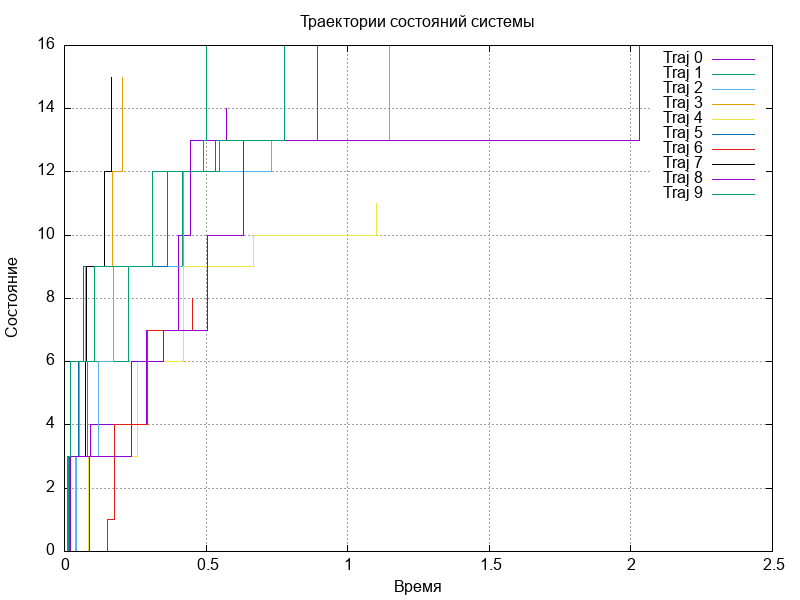 Траектории состояний системы
16
14
12
10
8
6
4
2
0
Состояние
0
0.5
1
1.5
2
2.5
Время
Traj 0
Traj 1
Traj 2
Traj 3
Traj 4
Traj 5
Traj 6
Traj 7
Traj 8
Traj 9